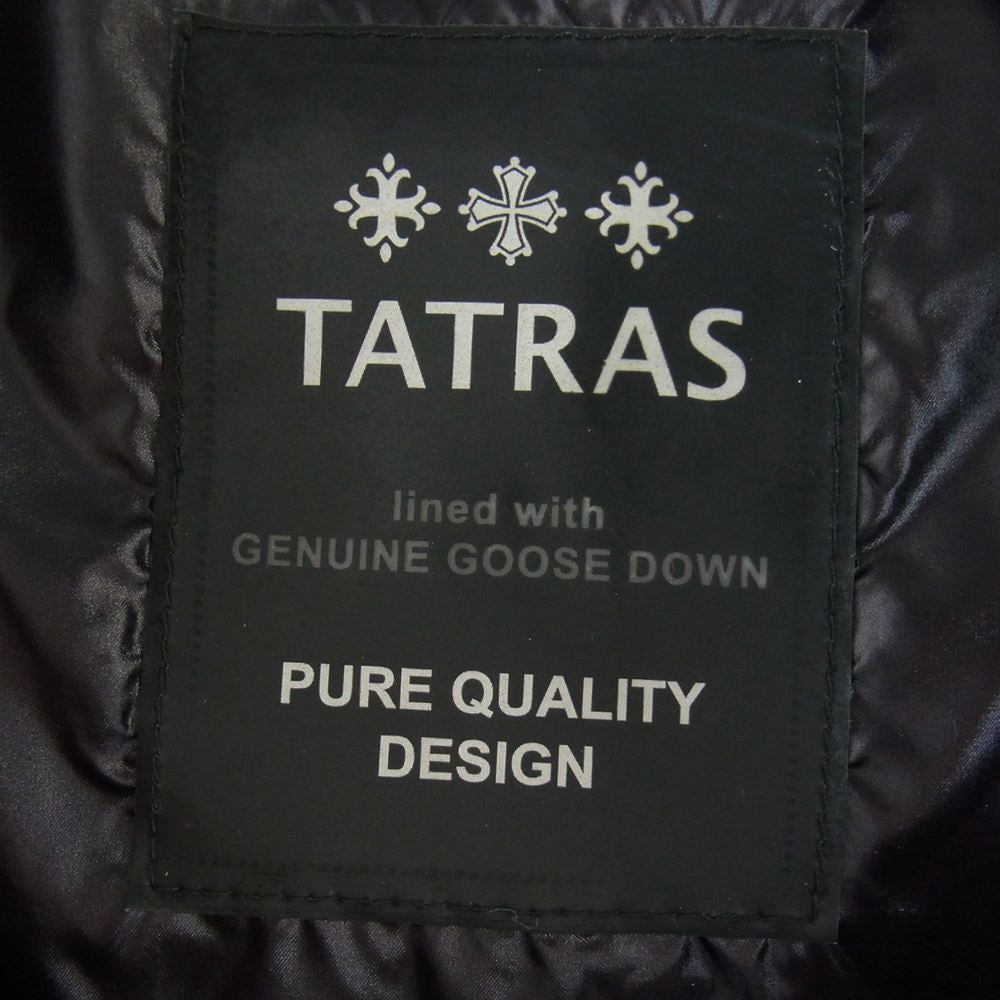 TATRAS
lined with
GENUINE GOOSE DOWN
PURE QUALITY
DESIGN